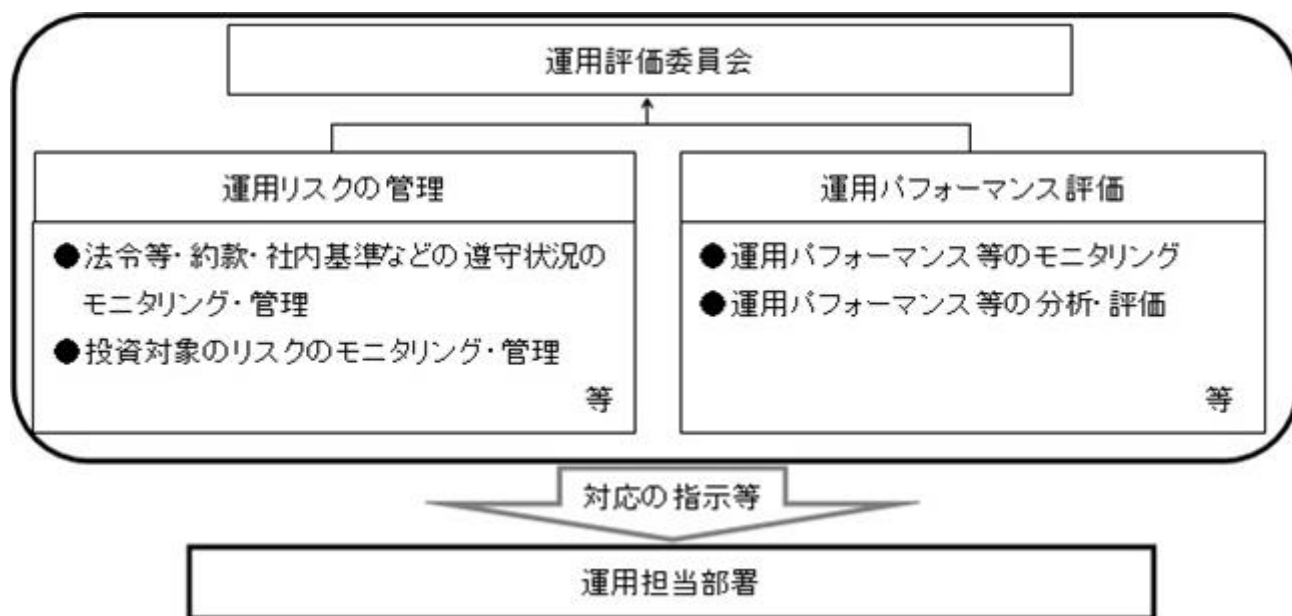 運用評価委員会
運用リスクの管理
●法令等・約款・社内基準などの遵守状況の
モニタリング・管理
●投資対象のリスクのモニタリング・管理
等
運用パフォーマンス評価
●運用パフォーマンス等のモニタリング
●運用パフォーマンス等の分析・評価
等
対応の指示等
運用担当部署